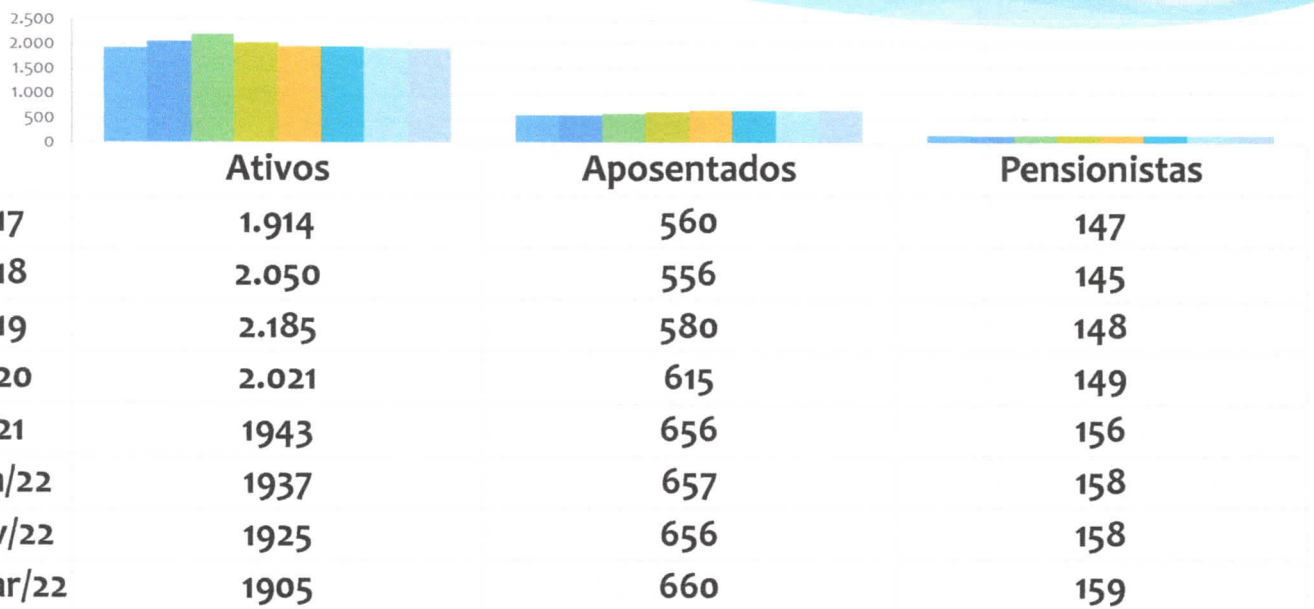 2.500
2.000
1.500
1.000
500
0
Ativos Aposentados Pensionistas
17 1.914 560 147
18 2.050 556 145
19 2.185 580 148
20 2.021 615 149
21 1943 656 156
/22 1937 657 158
/22 1925 656 158
ar/22 1905 660 159